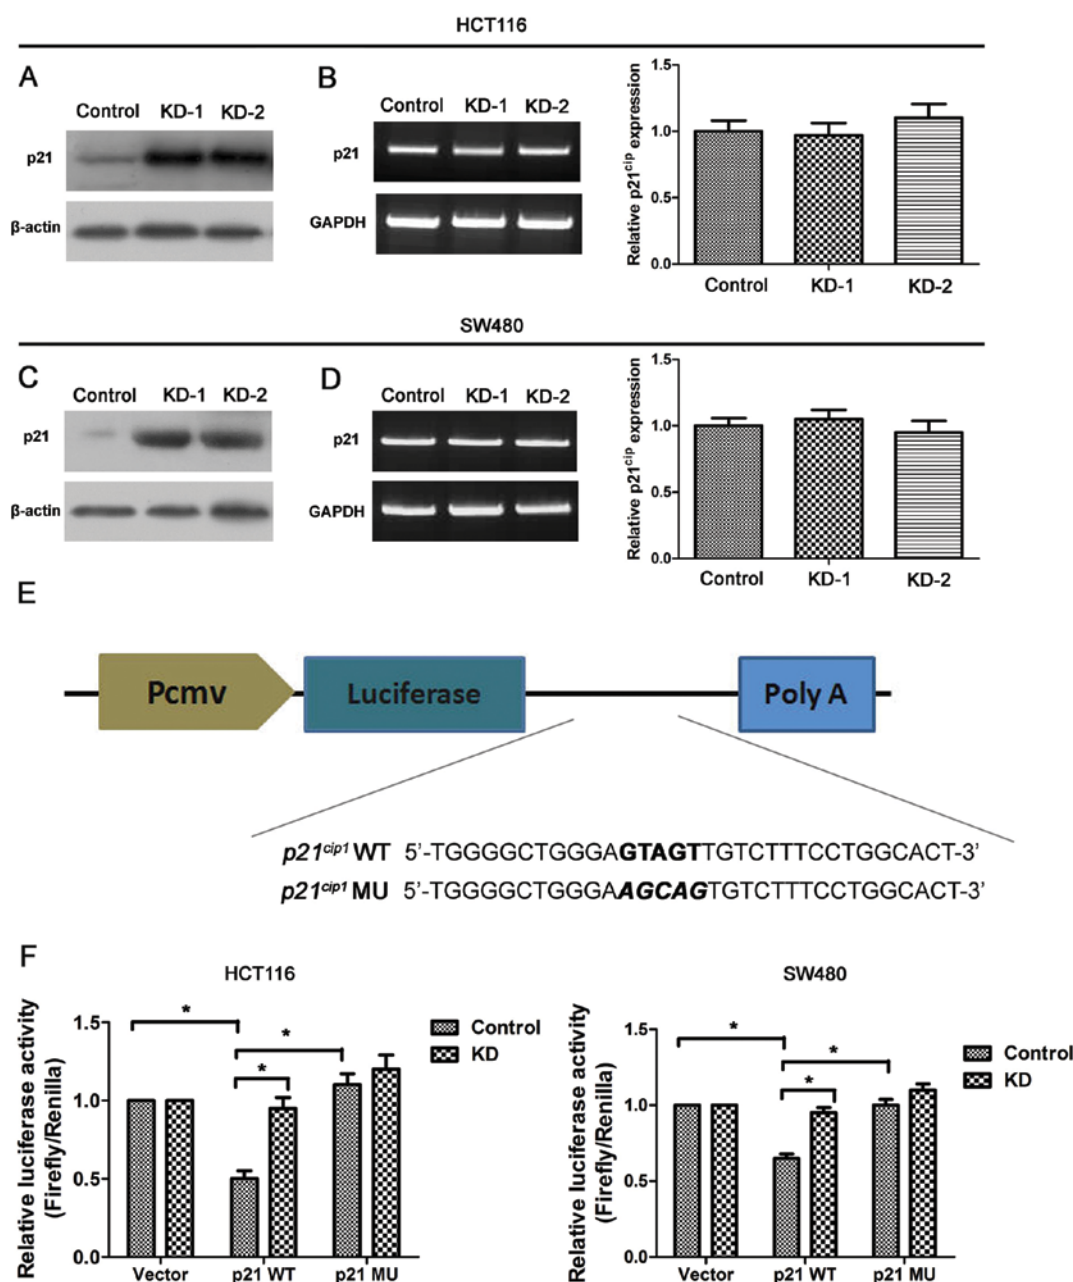 HCT116
A
Control KD-1 KD-2
p21
β-actin
B
Control KD-1 KD-2
p21
GAPDH
Relative p21cip expression
1.5
1.0
0.5
0.0
Control KD-1 KD-2
SW480
C
Control KD-1 KD-2
p21
β-actin
D
Control KD-1 KD-2
p21
GAPDH
Relative p21cip expression
1.5
1.0
0.5
0.0
Control KD-1 KD-2
E
Pcmv Luciferase Poly A
p21cip1 WT 5'-TGGGGCTGGGAGTAGTTGTCTTTCCTGGCACT-3'
p21cip1 MU 5'-TGGGGCTGGGAAGCAGTGTCTTTCCTGGCACT-3'
F
HCT116
Relative luciferase activity
(Firefly/Renilla)
1.5
1.0
0.5
0.0
* * *
Control
KD
Vector p21 WT p21 MU
SW480
Relative luciferase activity
(Firefly/Renilla)
1.5
1.0
0.5
0.0
* * *
Control
KD
Vector p21 WT p21 MU